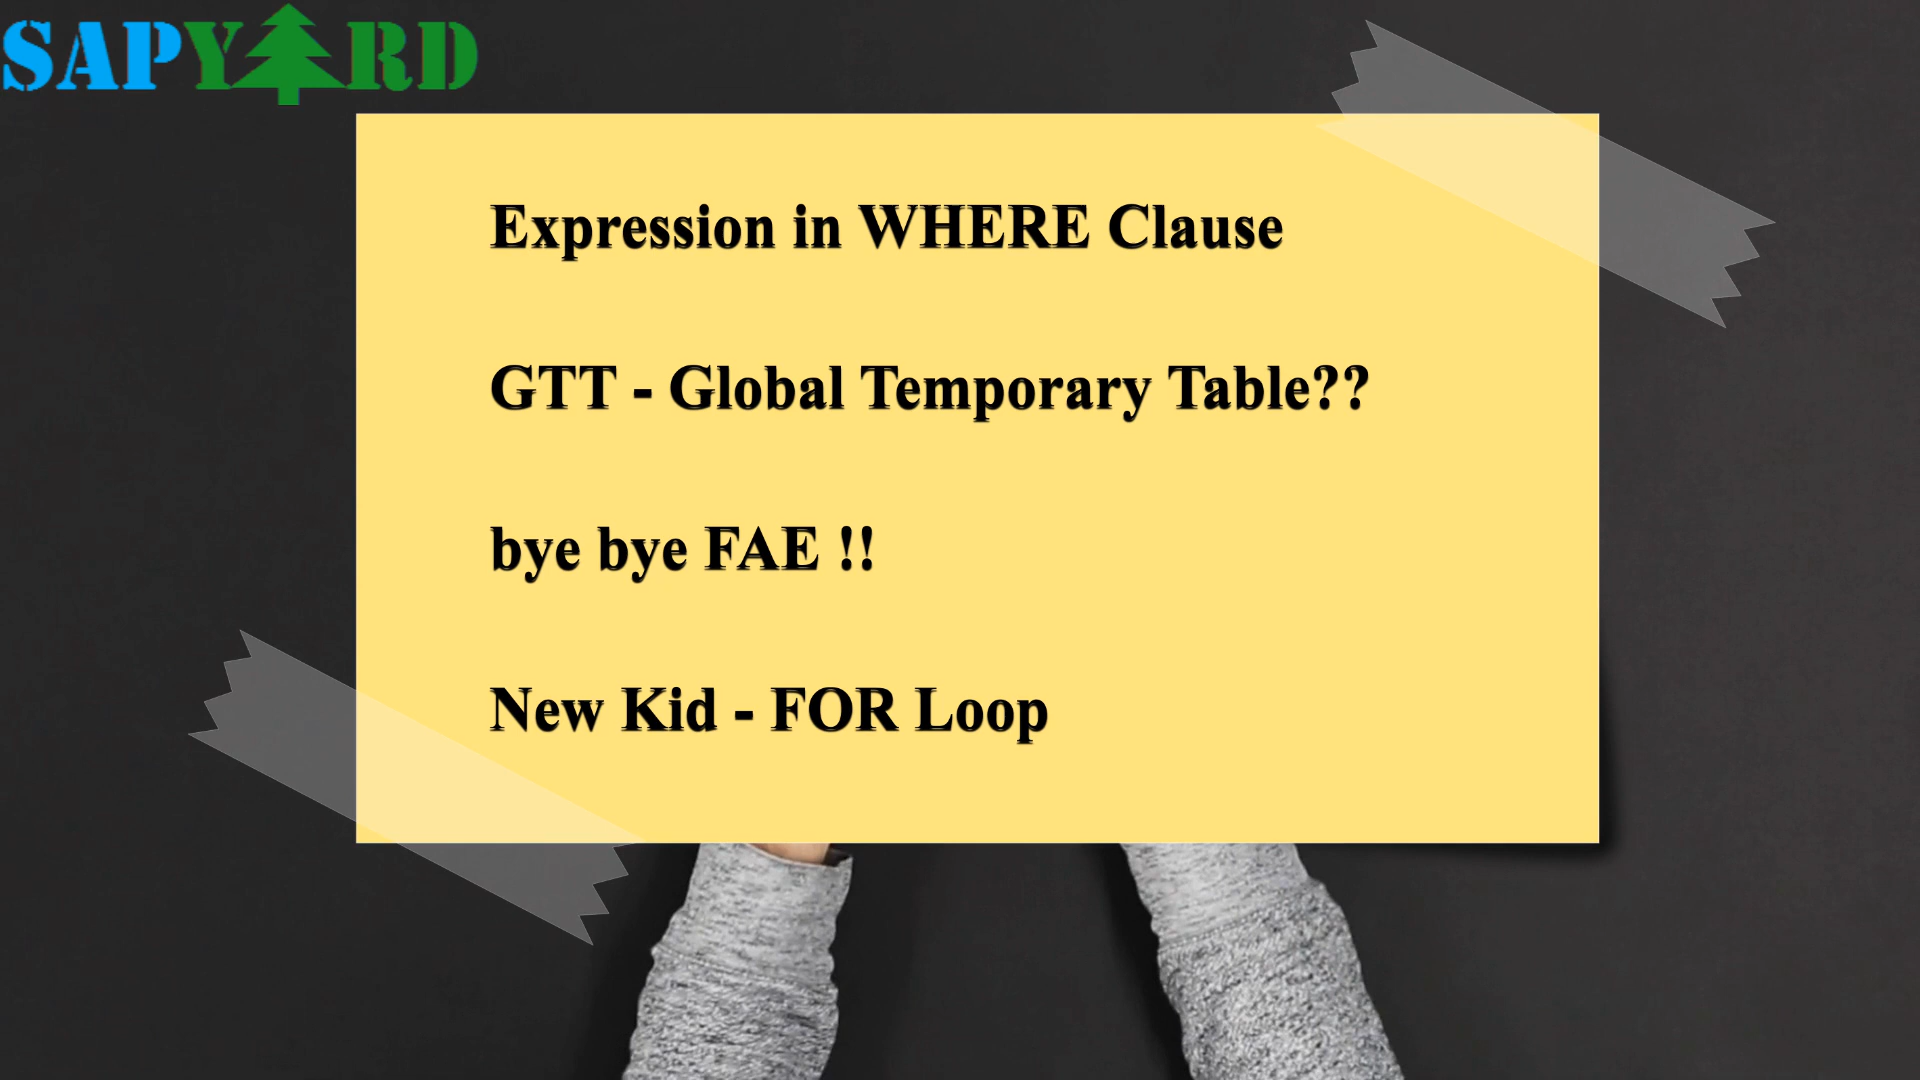 SAPYARD
Expression in WHERE Clause
GTT - Global Temporary Table??
bye bye FAE !!
New Kid - FOR Loop